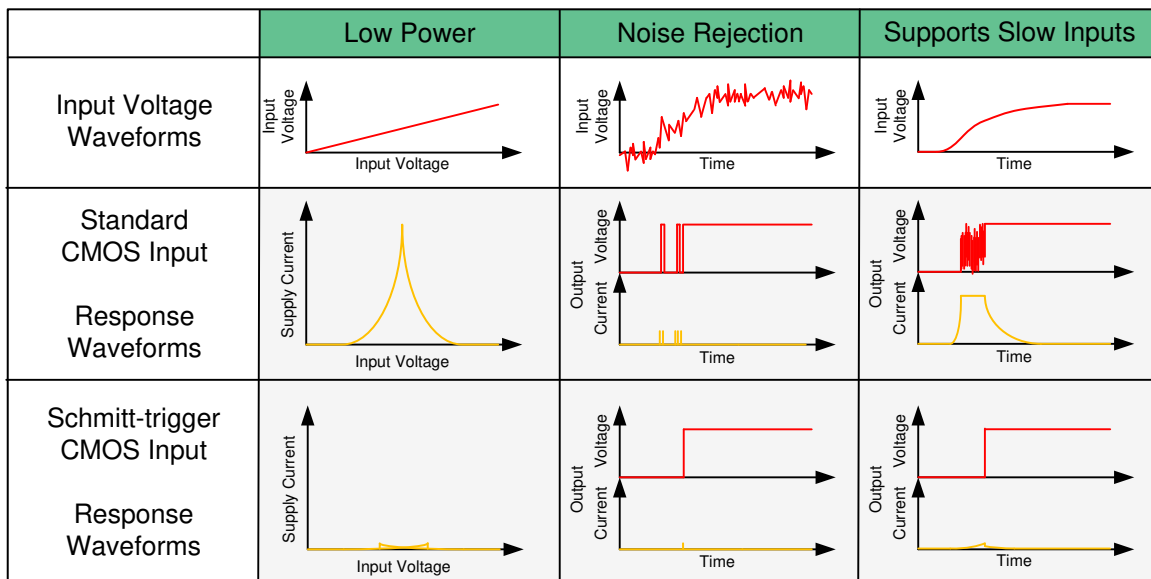 Low Power
Noise Rejection
Supports Slow Inputs
Input Voltage
Waveforms
Input
Voltage
Input Voltage
Input
Voltage
Time
Input
Voltage
Time
Standard
CMOS Input
Response
Waveforms
Supply Current
Input Voltage
Output
Voltage
Current
Time
Output
Voltage
Current
Time
Schmitt-trigger
CMOS Input
Response
Waveforms
Supply Current
Input Voltage
Output
Voltage
Current
Time
Output
Voltage
Current
Time